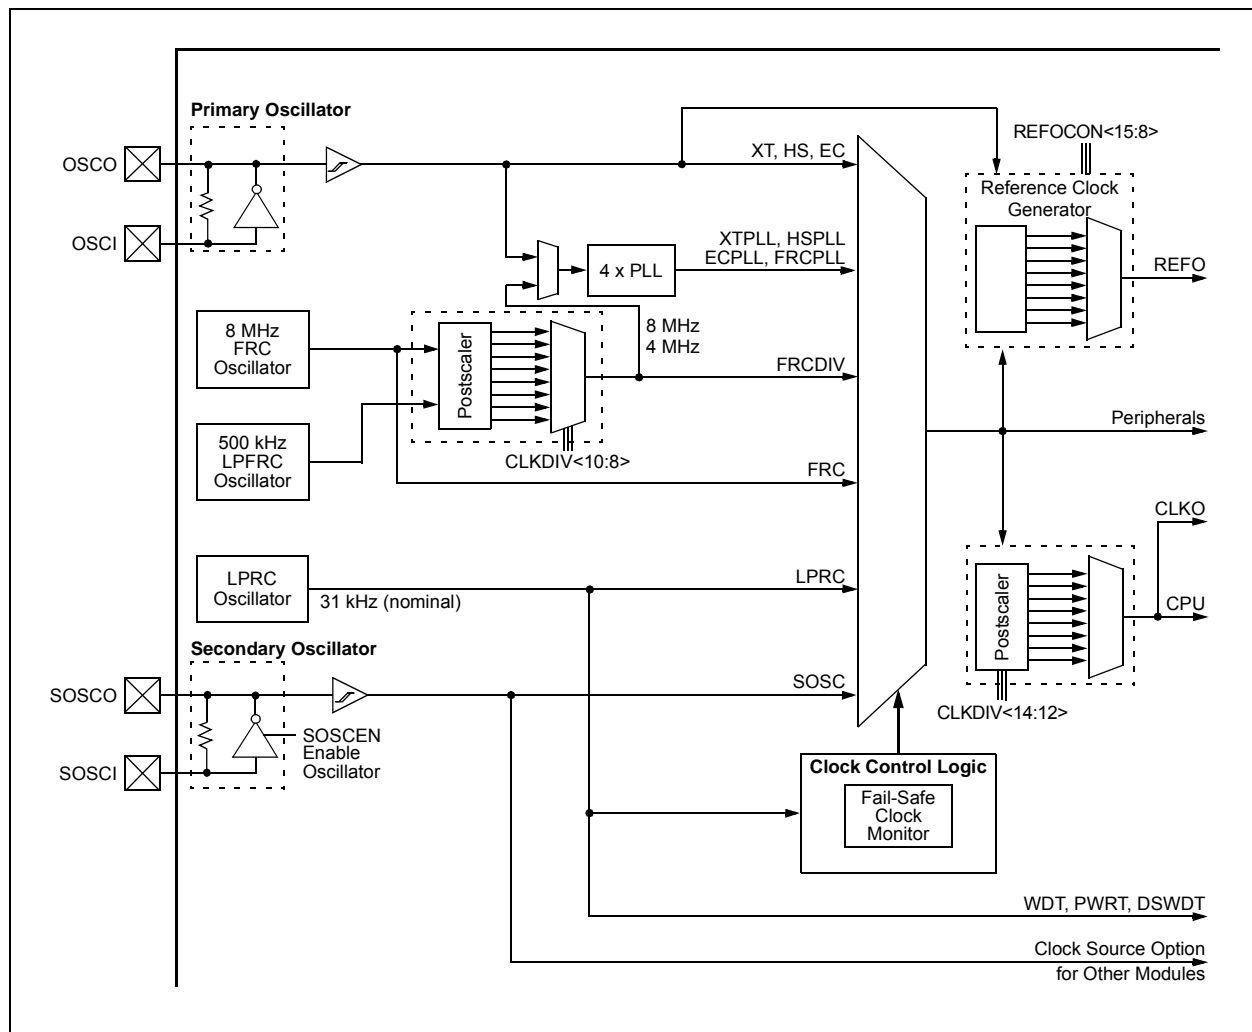 Primary Oscillator
REFOCON<15:8>
OSCO
XT, HS, EC
Reference Clock
Generator
OSCI
XTPLL, HSPLL
ECPLL, FRCPLL
4 x PLL
REFO
8 MHz
FRC
Oscillator
Postscaler
8 MHz
4 MHz
FRCDIV
Peripherals
500 kHz
LPFRC
Oscillator
CLKDIV<10:8>
FRC
CLKO
LPRC
Oscillator
31 kHz (nominal)
LPRC
Postscaler
CPU
Secondary Oscillator
SOSCO
SOSC
CLKDIV<14:12>
SOSCEN
Enable
Oscillator
SOSCI
Clock Control Logic
Fail-Safe
Clock
Monitor
WDT, PWRT, DSWDT
Clock Source Option
for Other Modules